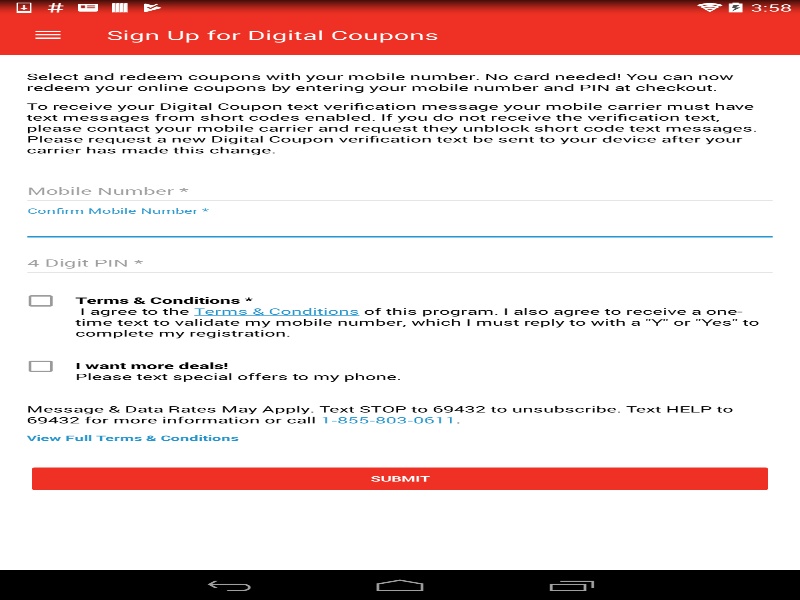 3:58
Sign Up for Digital Coupons
Select and redeem coupons with your mobile number. No card needed! You can now
redeem your online coupons by entering your mobile number and PIN at checkout.
To receive your Digital Coupon text verification message your mobile carrier must have
text messages from short codes enabled. If you do not receive the verification text,
please contact your mobile carrier and request they unblock short code text messages.
Please request a new Digital Coupon verification text be sent to your device after your
carrier has made this change.
Mobile Number *
Confirm Mobile Number *
4 Digit PIN *
Terms & Conditions *
I agree to the Terms & Conditions of this program. I also agree to receive a one-
time text to validate my mobile number, which I must reply to with a "Y" or "Yes" to
complete my registration.
I want more deals!
Please text special offers to my phone.
Message & Data Rates May Apply. Text STOP to 69432 to unsubscribe. Text HELP to
69432 for more information or call 1-855-803-0611.
View Full Terms & Conditions
SUBMIT